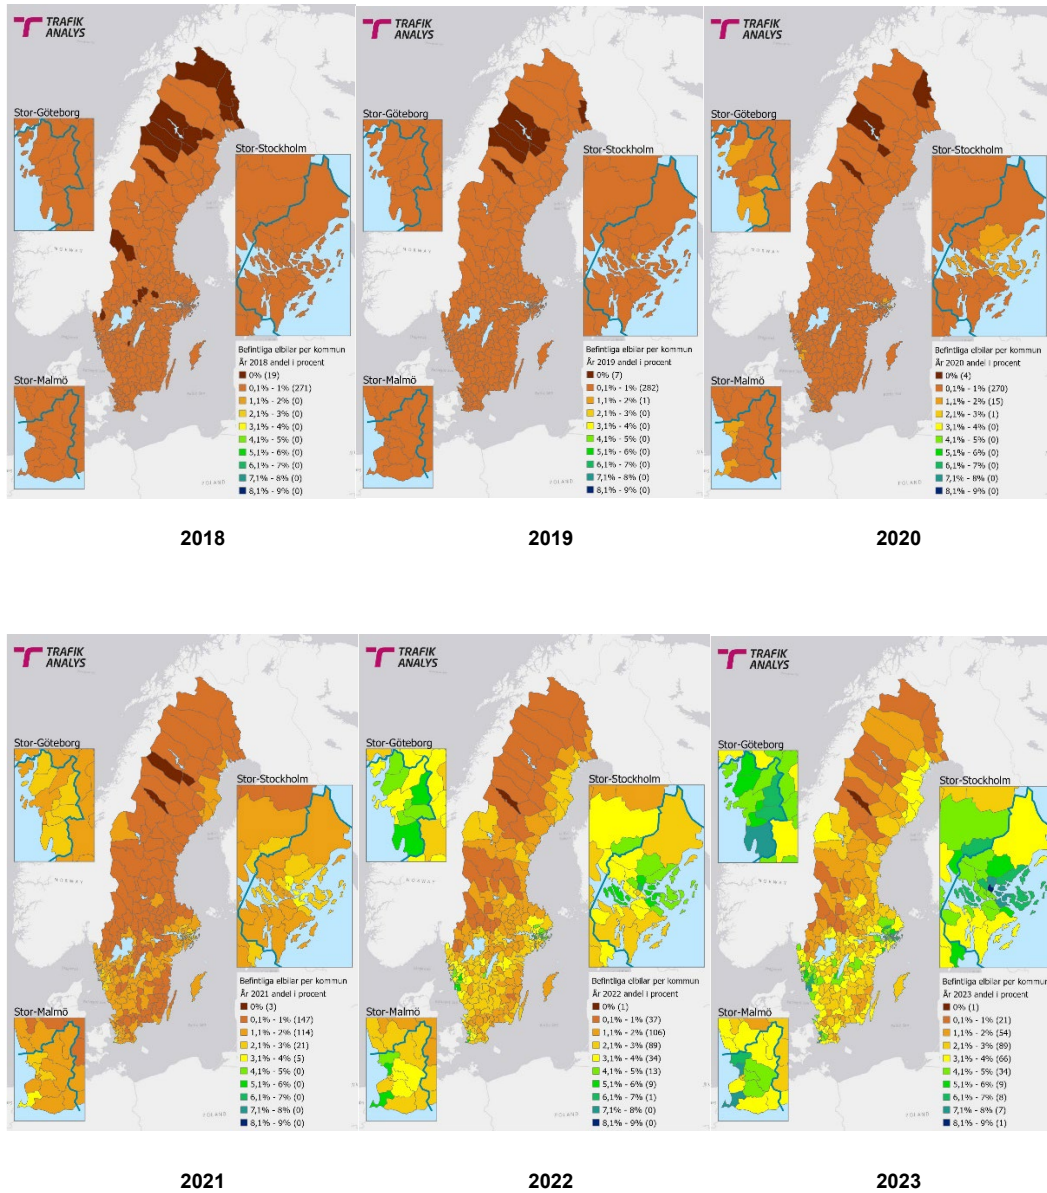 TRAFIK
ANALYS
Stor-Göteborg
Stor-Stockholm
NORWAY
Befintliga elbilar per kommun
År 2018 andel i procent
0% (19)
0,1% - 1% (271)
1,1% - 2% (0)
2,1% - 3% (0)
3,1% - 4% (0)
4,1% - 5% (0)
5,1% - 6% (0)
6,1% - 7% (0)
7,1% - 8% (0)
8,1% - 9% (0)
Stor-Malmö
POLAND
2018
TRAFIK
ANALYS
Stor-Göteborg
Stor-Stockholm
NORWAY
Befintliga elbilar per kommun
År 2019 andel i procent
0% (7)
0,1% - 1% (282)
1,1% - 2% (1)
2,1% - 3% (0)
3,1% - 4% (0)
4,1% - 5% (0)
5,1% - 6% (0)
6,1% - 7% (0)
7,1% - 8% (0)
8,1% - 9% (0)
Stor-Malmö
POLAND
2019
TRAFIK
ANALYS
Stor-Göteborg
Stor-Stockholm
NORWAY
Befintliga elbilar per kommun
År 2020 andel i procent
0% (4)
0,1% - 1% (270)
1,1% - 2% (15)
2,1% - 3% (1)
3,1% - 4% (0)
4,1% - 5% (0)
5,1% - 6% (0)
6,1% - 7% (0)
7,1% - 8% (0)
8,1% - 9% (0)
Stor-Malmö
POLAND
2020
TRAFIK
ANALYS
Stor-Göteborg
Stor-Stockholm
NORWAY
Befintliga elbilar per kommun
År 2021 andel i procent
0% (3)
0,1% - 1% (147)
1,1% - 2% (114)
2,1% - 3% (21)
3,1% - 4% (5)
4,1% - 5% (0)
5,1% - 6% (0)
6,1% - 7% (0)
7,1% - 8% (0)
8,1% - 9% (0)
Stor-Malmö
POLAND
2021
TRAFIK
ANALYS
Stor-Göteborg
Stor-Stockholm
NORWAY
Befintliga elbilar per kommun
År 2022 andel i procent
0% (1)
0,1% - 1% (37)
1,1% - 2% (106)
2,1% - 3% (89)
3,1% - 4% (34)
4,1% - 5% (13)
5,1% - 6% (9)
6,1% - 7% (1)
7,1% - 8% (0)
8,1% - 9% (0)
Stor-Malmö
POLAND
2022
TRAFIK
ANALYS
Stor-Göteborg
Stor-Stockholm
NORWAY
Befintliga elbilar per kommun
År 2023 andel i procent
0% (1)
0,1% - 1% (21)
1,1% - 2% (54)
2,1% - 3% (89)
3,1% - 4% (66)
4,1% - 5% (34)
5,1% - 6% (9)
6,1% - 7% (8)
7,1% - 8% (7)
8,1% - 9% (1)
Stor-Malmö
POLAND
2023